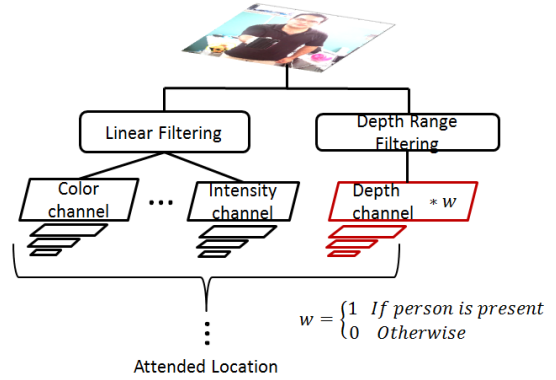 Linear Filtering
Depth Range
Filtering
Color
channel
...
Intensity
channel
Depth
channel * w
w = { 1 If person is present
0 Otherwise
Attended Location